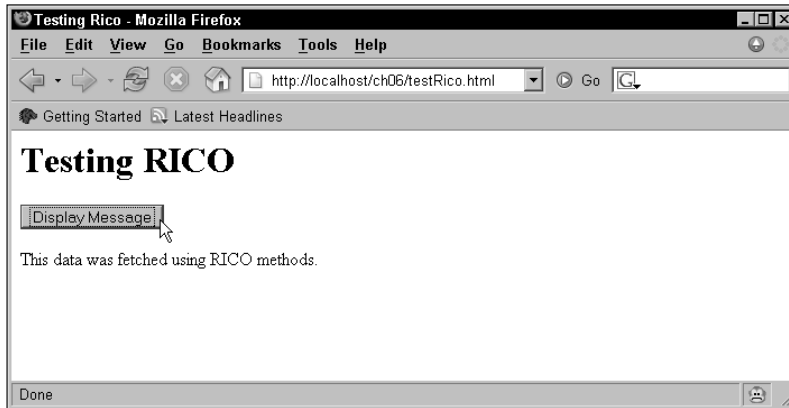 Testing Rico - Mozilla Firefox
File Edit View Go Bookmarks Tools Help
http://localhost/ch06/testRico.html Go G
Getting Started Latest Headlines
Testing RICO
Display Message
This data was fetched using RICO methods.
Done